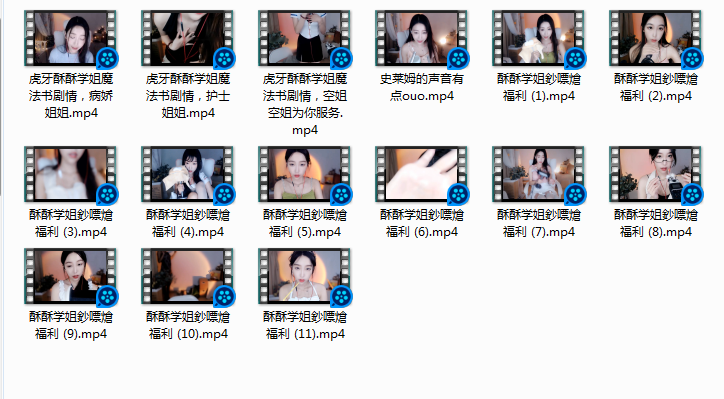 虎牙酥酥学姐魔
法书剧情，病娇
姐姐.mp4
虎牙酥酥学姐魔
法书剧情，护士
姐姐.mp4
虎牙酥酥学姐魔
法书剧情，空姐
空姐为你服务.
mp4
史莱姆的声音有
点ouo.mp4
酥酥学姐鈔嘌熗
福利 (1).mp4
酥酥学姐鈔嘌熗
福利 (2).mp4
酥酥学姐鈔嘌熗
福利 (3).mp4
酥酥学姐鈔嘌熗
福利 (4).mp4
酥酥学姐鈔嘌熗
福利 (5).mp4
酥酥学姐鈔嘌熗
福利 (6).mp4
酥酥学姐鈔嘌熗
福利 (7).mp4
酥酥学姐鈔嘌熗
福利 (8).mp4
酥酥学姐鈔嘌熗
福利 (9).mp4
酥酥学姐鈔嘌熗
福利 (10).mp4
酥酥学姐鈔嘌熗
福利 (11).mp4